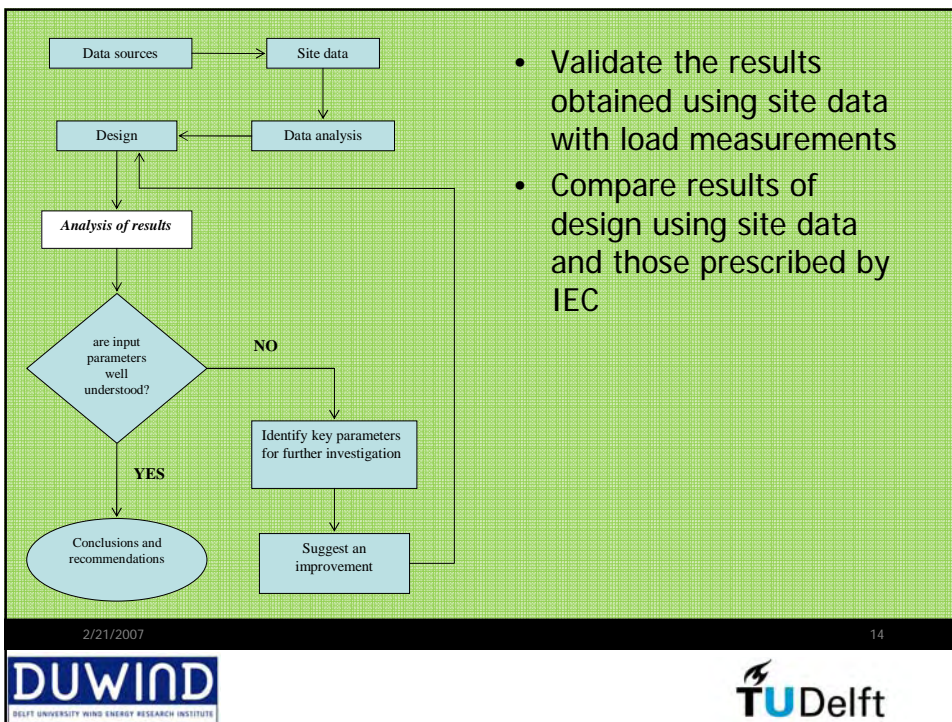 Data sources
Site data
Design
Data analysis
Analysis of results
are input
parameters
well
understood?
NO
Identify key parameters
for further investigation
YES
Conclusions and
recommendations
Suggest an
improvement
• Validate the results
obtained using site data
with load measurements
• Compare results of
design using site data
and those prescribed by
IEC
2/21/2007
14
DUWIND
DELFT UNIVERSITY WIND ENERGY RESEARCH INSTITUTE
TUDelft